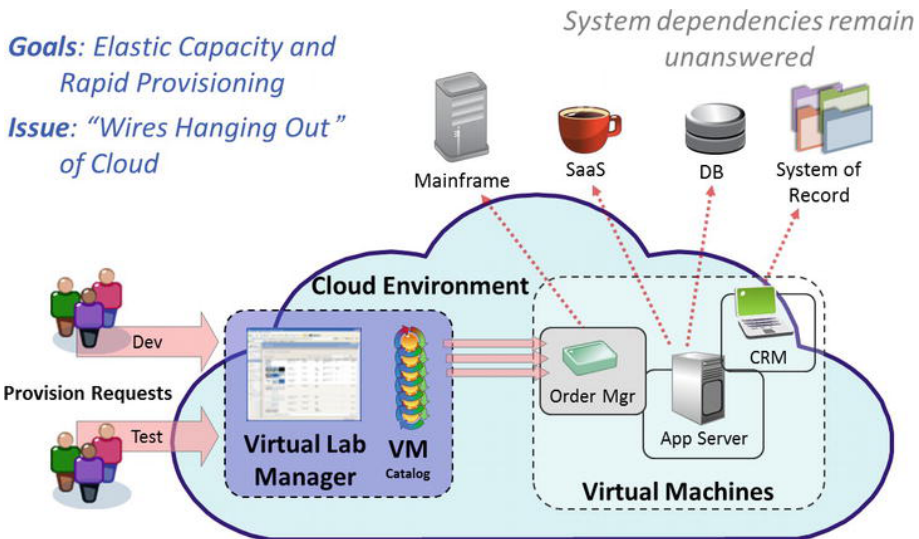 Goals: Elastic Capacity and
Rapid Provisioning
Issue: “Wires Hanging Out”
of Cloud
System dependencies remain
unanswered
Mainframe
SaaS
DB
System of
Record
Cloud Environment
Dev
Provision Requests
Test
Virtual Lab
Manager
VM
Catalog
Order Mgr
App Server
CRM
Virtual Machines